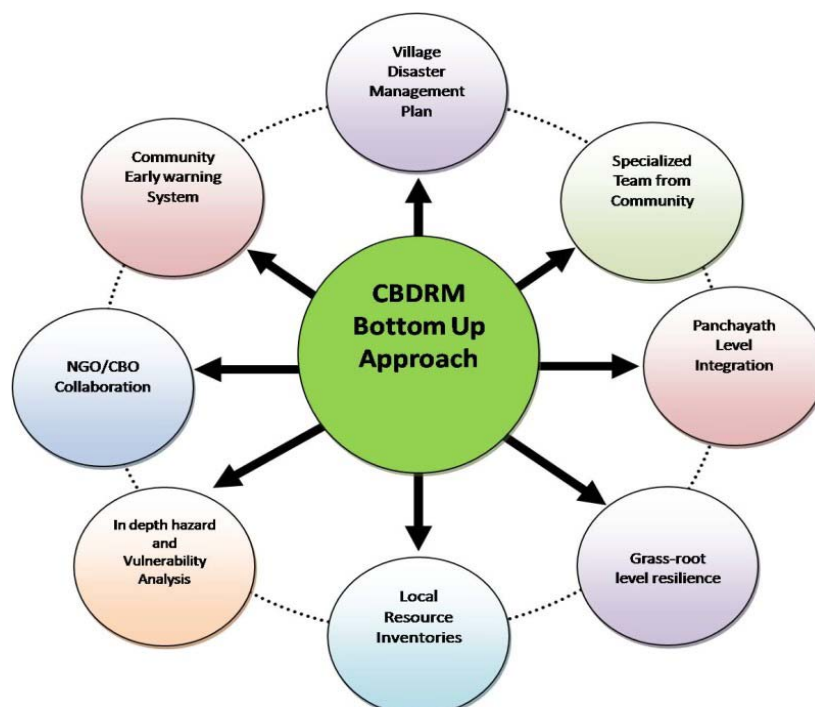 Village
Disaster
Management
Plan
Community
Early warning
System
Specialized
Team from
Community
CBDRM
Bottom Up
Approach
Panchayath
Level
Integration
NGO/CBO
Collaboration
In depth hazard
and
Vulnerability
Analysis
Grass-root
level resilience
Local
Resource
Inventories